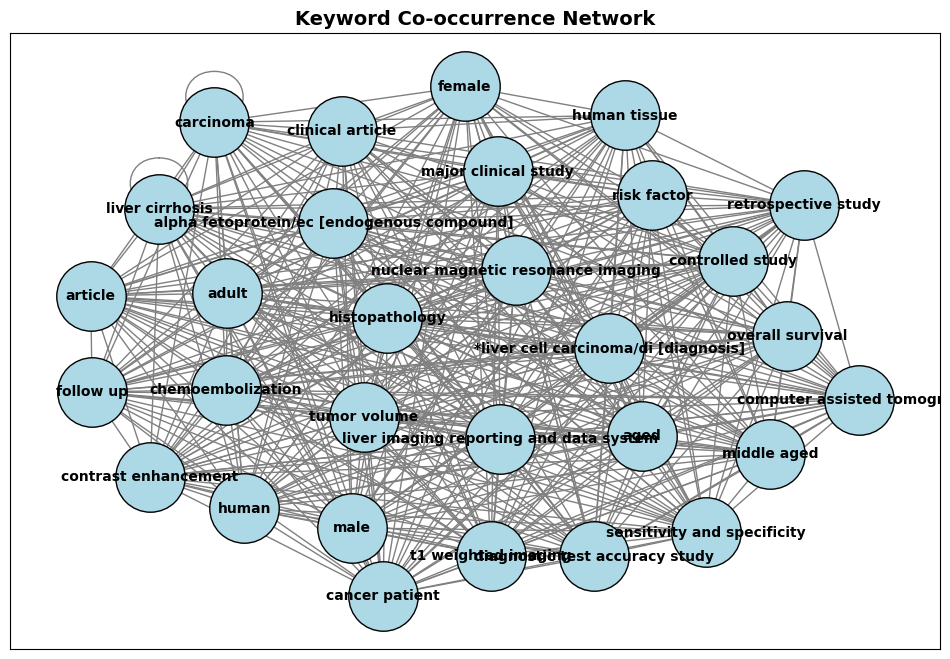 Keyword Co-occurrence Network
female
human tissue
carcinoma
clinical article
major clinical study
risk factor
retrospective study
liver cirrhosis
alpha fetoprotein/ec [endogenous compound]
controlled study
nuclear magnetic resonance imaging
adult
article
histopathology
overall survival
*liver cell carcinoma/di [diagnosis]
chemoembolization
follow up
computer assisted tomogr
tumor volume
aged
liver imaging reporting and data system
middle aged
contrast enhancement
human
male
sensitivity and specificity
t1 weighted imaging
diagnostic test accuracy study
cancer patient